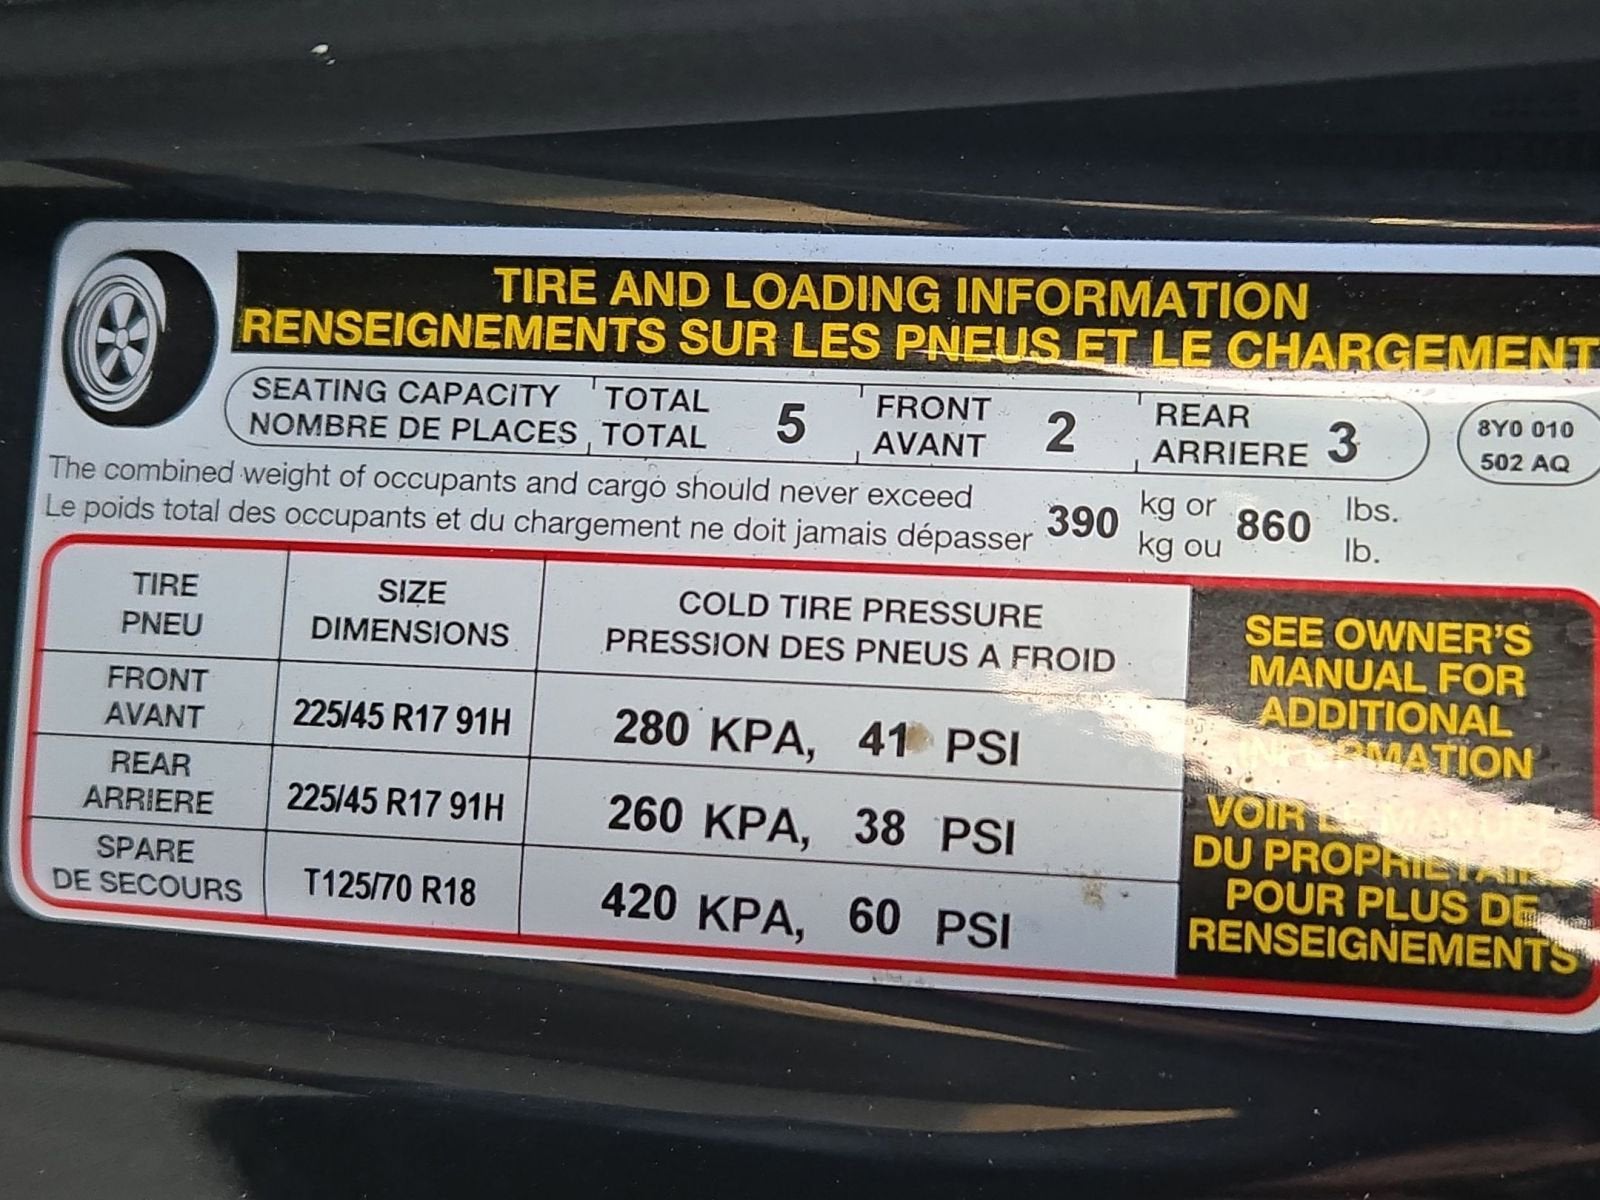 TIRE AND LOADING INFORMATION
RENSEIGNEMENTS SUR LES PNEUS ET LE CHARGEMENT
SEATING CAPACITY TOTAL 5 FRONT 2 REAR 3
NOMBRE DE PLACES TOTAL AVANT ARRIERE
8Y0 010
502 AQ
The combined weight of occupants and cargo should never exceed 390 kg or 860 lbs.
Le poids total des occupants et du chargement ne doit jamais dépasser kg ou lb.
TIRE SIZE COLD TIRE PRESSURE
PNEU DIMENSIONS PRESSION DES PNEUS A FROID
FRONT
AVANT 225/45 R17 91H 280 KPA, 41 PSI
REAR
ARRIERE 225/45 R17 91H 260 KPA, 38 PSI
SPARE
DE SECOURS T125/70 R18 420 KPA, 60 PSI
SEE OWNER'S
MANUAL FOR
ADDITIONAL
INFORMATION
VOIR LE MANUEL
DU PROPRIETAIRE
POUR PLUS DE
RENSEIGNEMENTS